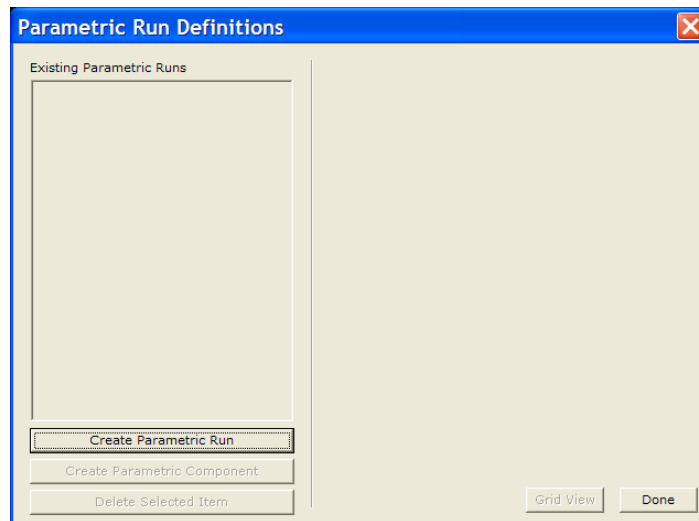 Parametric Run Definitions
Existing Parametric Runs
Create Parametric Run
Create Parametric Component
Delete Selected Item
Grid View
Done